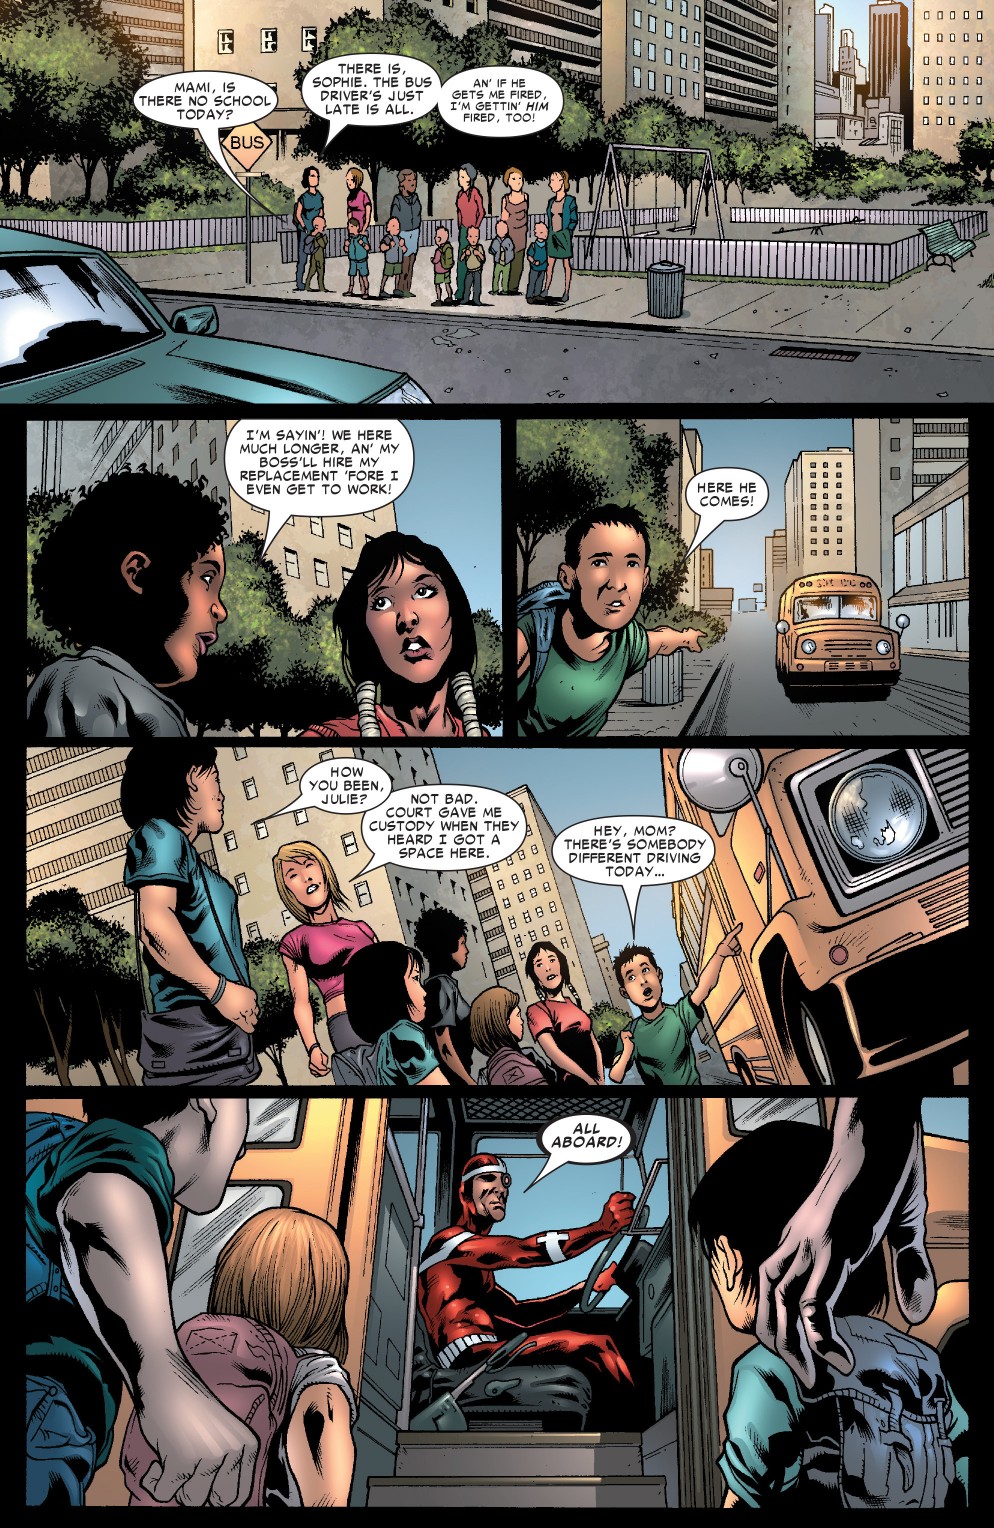 MAMI, IS
THERE NO SCHOOL
TODAY?
THERE IS,
SOPHIE. THE BUS
DRIVER'S JUST
LATE IS ALL.
AN' IF HE
GETS ME FIRED,
I'M GETTIN' HIM
FIRED, TOO!
BUS
I'M SAYIN'! WE HERE
MUCH LONGER, AN' MY
BOSS'LL HIRE MY
REPLACEMENT 'FORE I
EVEN GET TO WORK!
HERE HE
COMES!
HOW
YOU BEEN,
JULIE?
NOT BAD.
COURT GAVE ME
CUSTODY WHEN THEY
HEARD I GOT A
SPACE HERE.
HEY, MOM?
THERE'S SOMEBODY
DIFFERENT DRIVING
TODAY...
ALL
ABOARD!